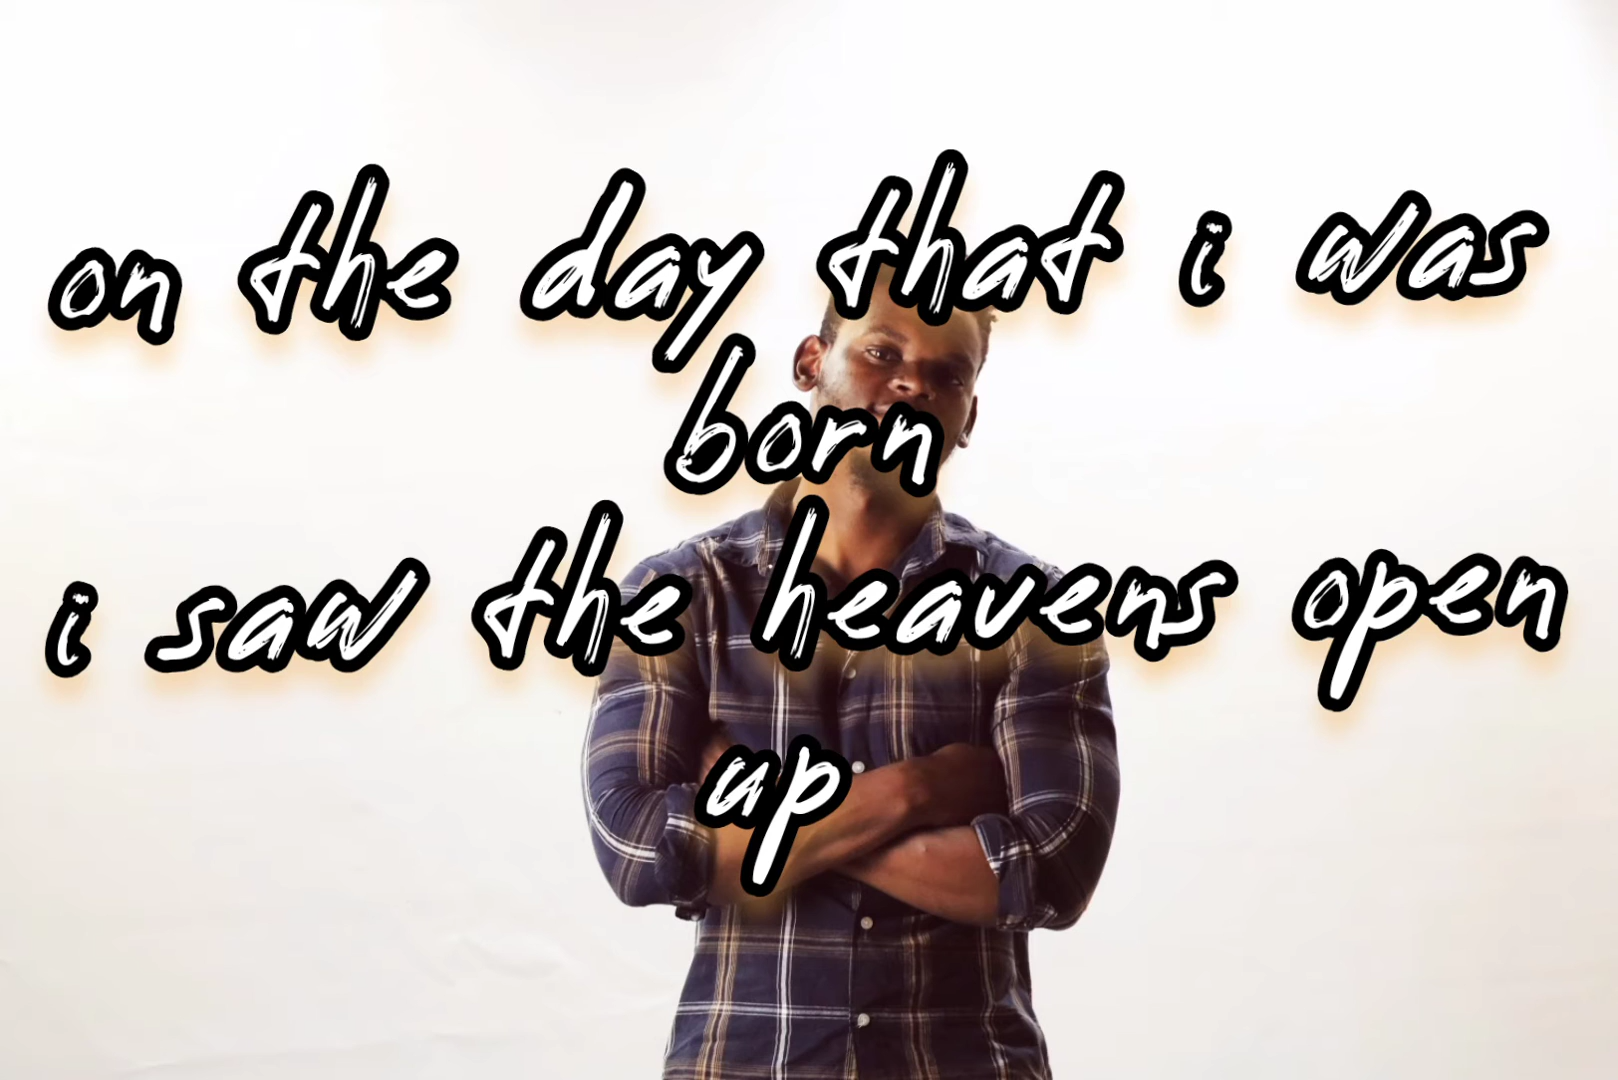 on the day that i was
born
i saw the heavens open
up